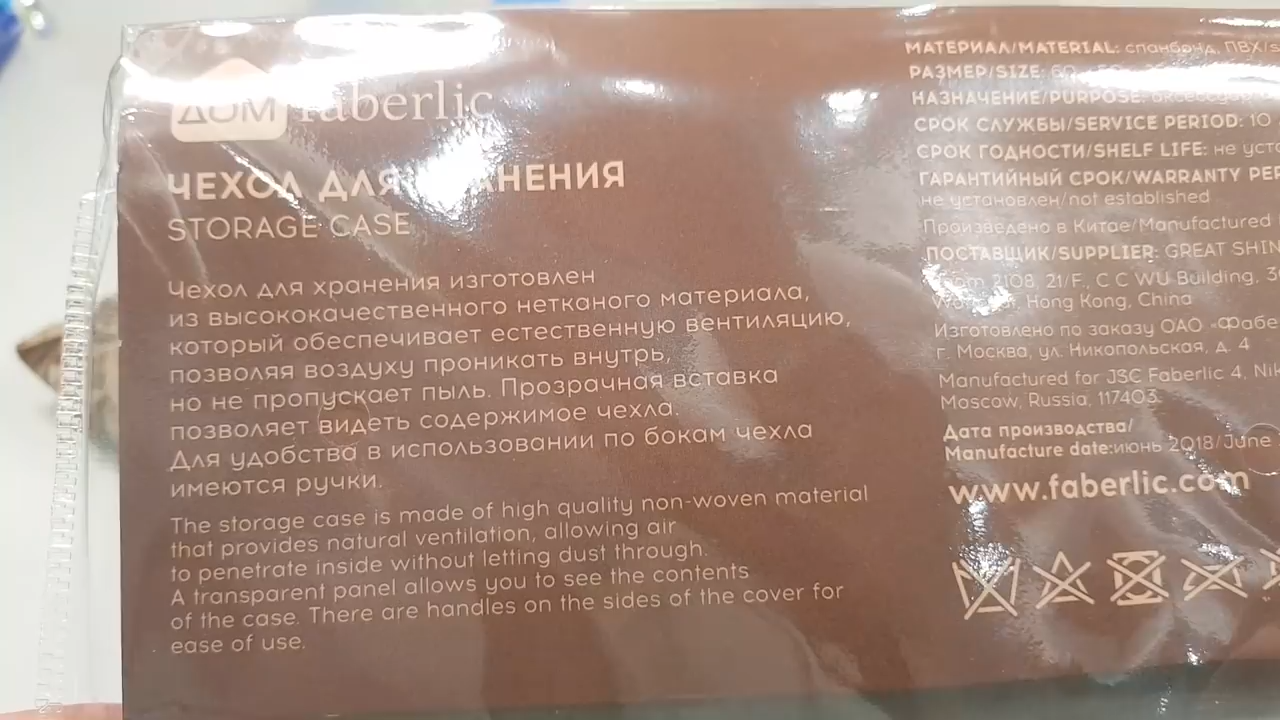 ДОМ faberlic
ЧЕХОЛ ДЛЯ ХРАНЕНИЯ
STORAGE CASE
Чехол для хранения изготовлен
из высококачественного нетканого материала,
который обеспечивает естественную вентиляцию,
позволяя воздуху проникать внутрь,
но не пропускает пыль. Прозрачная вставка
позволяет видеть содержимое чехла.
Для удобства в использовании по бокам чехла
имеются ручки.
The storage case is made of high quality non-woven material
that provides natural ventilation, allowing air
to penetrate inside without letting dust through.
A transparent panel allows you to see the contents
of the case. There are handles on the sides of the cover for
ease of use.
МАТЕРИАЛ/MATERIAL: спанбонд, ПВХ/s
РАЗМЕР/SIZE:
НАЗНАЧЕНИЕ/PURPOSE:
СРОК СЛУЖБЫ/SERVICE PERIOD: 10
СРОК ГОДНОСТИ/SHELF LIFE: не уст
ГАРАНТИЙНЫЙ СРОК/WARRANTY PER
не установлен/not established
Произведено в Китае/Manufactured
ПОСТАВЩИК/SUPPLIER: GREAT SHIN
2108, 21/F., C C WU Building, 3
Hong Kong, China
Изготовлено по заказу ОАО «Фабе
г. Москва, ул. Никольская, д. 4
Manufactured for JSC Faberlic 4, Nik
Moscow, Russia, 117403.
Дата производства/
Manufacture date:июнь 2018/June
www.faberlic.com